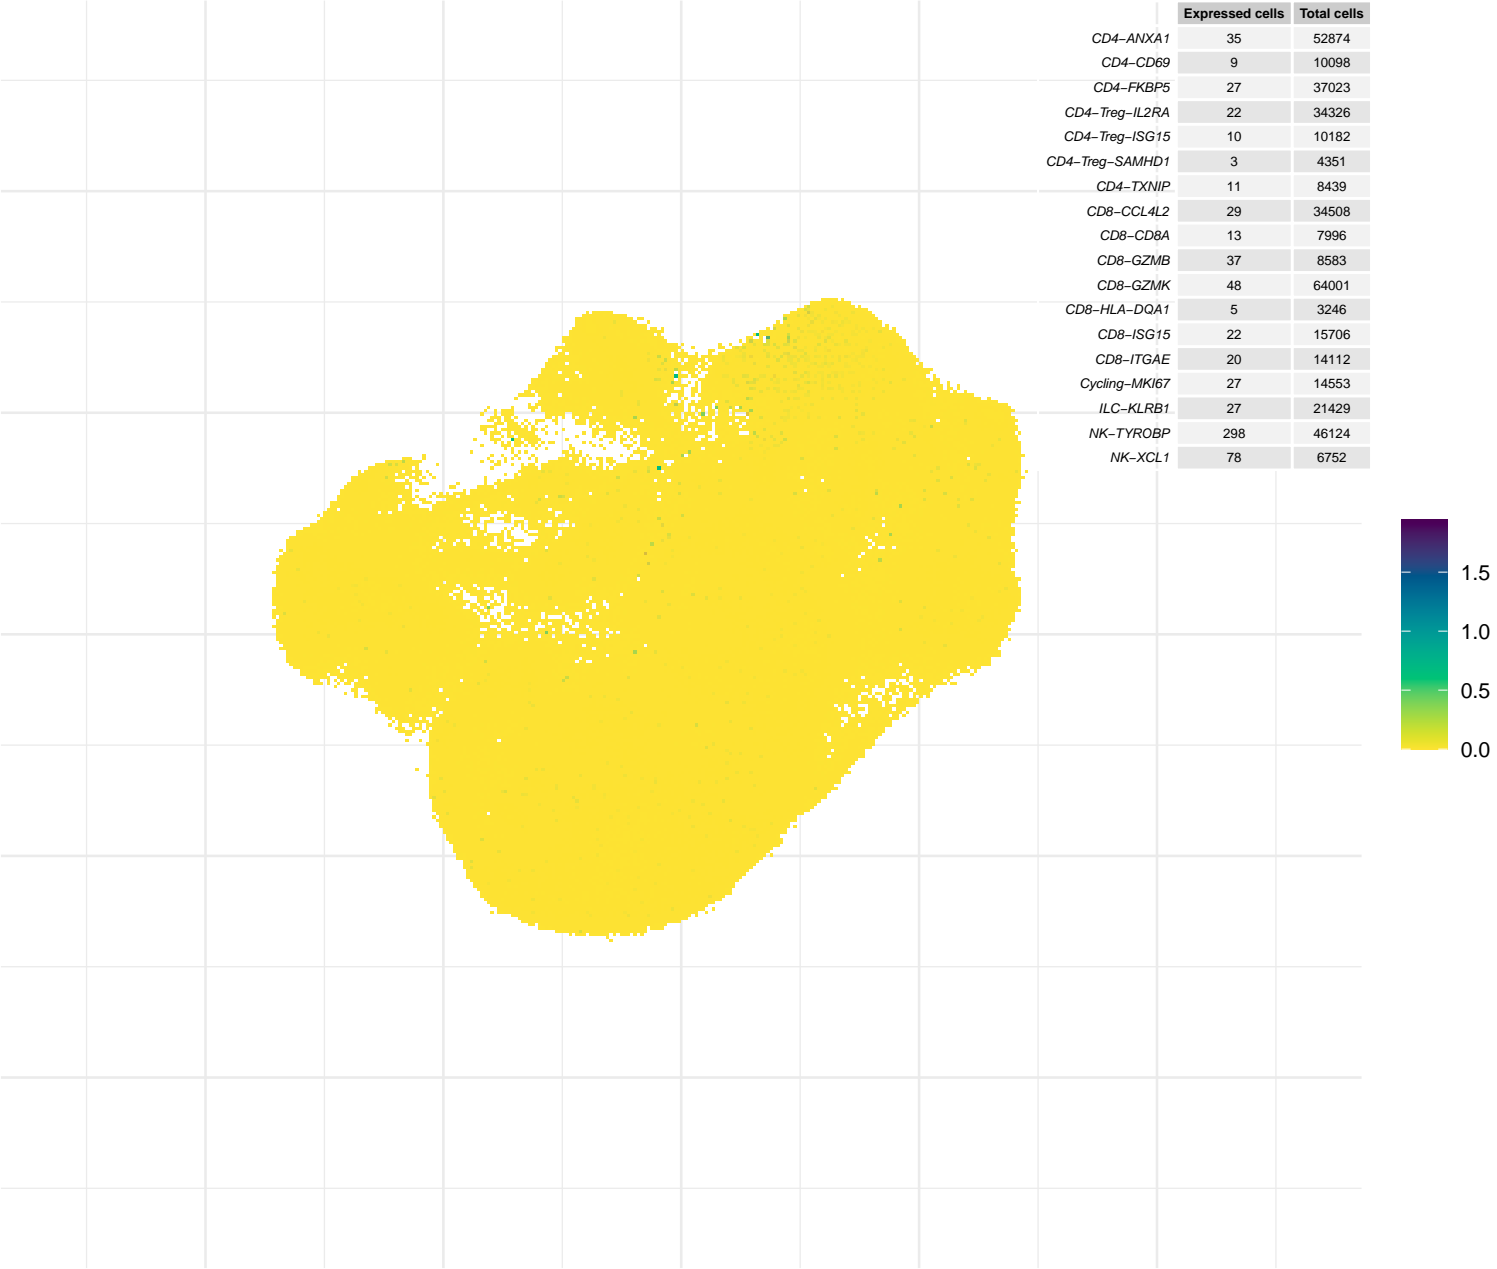 Expressed cells Total cells
CD4−ANXA1 35 52874
CD4−CD69 9 10098
CD4−FKBP5 27 37023
CD4−Treg−IL2RA 22 34326
CD4−Treg−ISG15 10 10182
CD4−Treg−SAMHD1 3 4351
CD4−TXNIP 11 8439
CD8−CCL4L2 29 34508
CD8−CD8A 13 7996
CD8−GZMB 37 8583
CD8−GZMK 48 64001
CD8−HLA−DQA1 5 3246
CD8−ISG15 22 15706
CD8−ITGAE 20 14112
Cycling−MKI67 27 14553
ILC−KLRB1 27 21429
NK−TYROBP 298 46124
NK−XCL1 78 6752
1.5
1.0
0.5
0.0